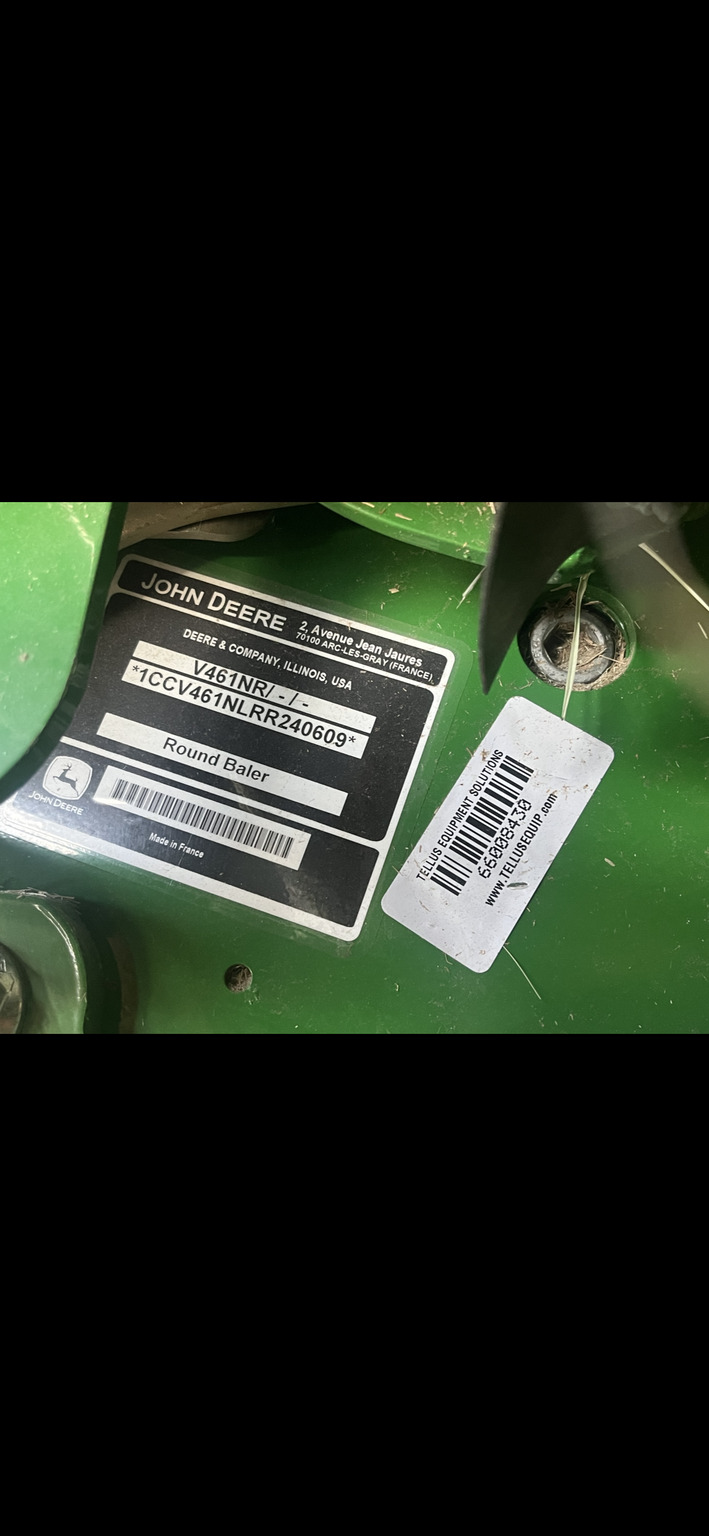 JOHN DEERE
2, Avenue Jean Jaures
70100 ARC-LES-GRAY (FRANCE),
DEERE & COMPANY, ILLINOIS, USA
V461NR/ - / -
*1CCV461NLRR240609*
Round Baler
JOHN DEERE
Made in France
TELLUS EQUIPMENT SOLUTIONS
66008430
www.TELLUSEQUIP.com